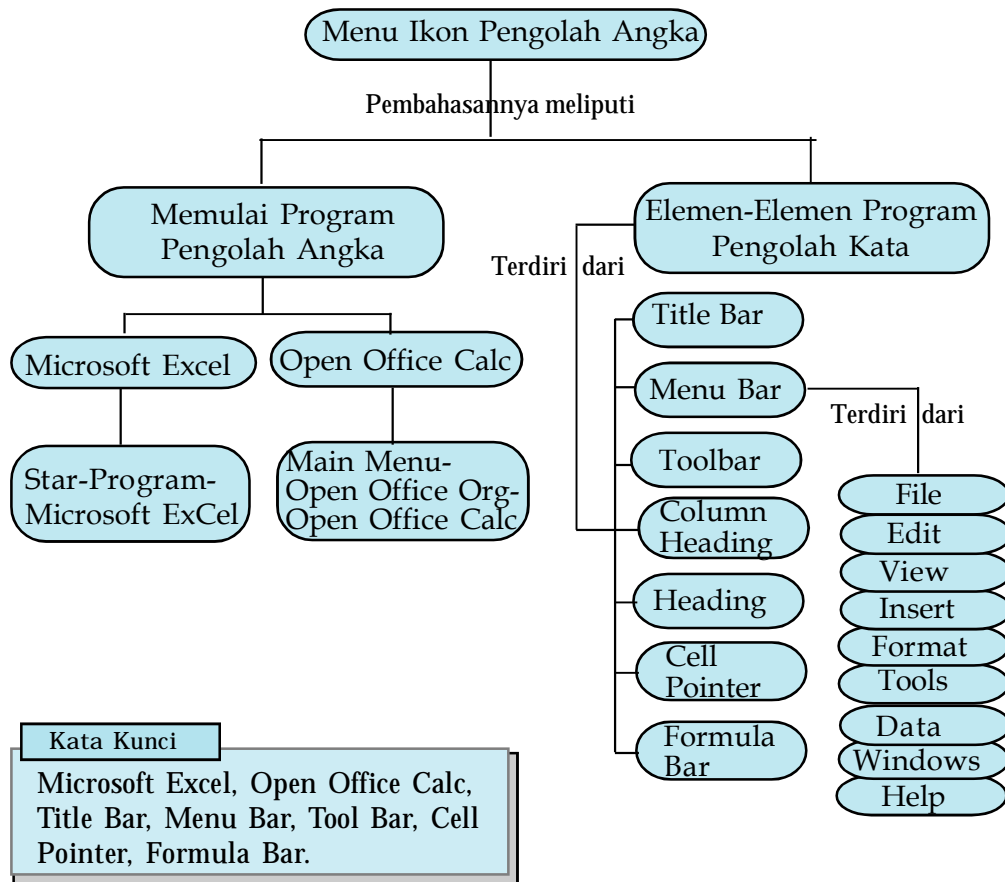 Menu Ikon Pengolah Angka
Pembahasannya meliputi
Memulai Program
Pengolah Angka
Elemen-Elemen Program
Pengolah Kata
Terdiri dari
Microsoft Excel
Open Office Calc
Star-Program-
Microsoft ExCel
Main Menu-
Open Office Org-
Open Office Calc
Title Bar
Menu Bar
Toolbar
Column
Heading
Heading
Cell
Pointer
Formula
Bar
Terdiri dari
File
Edit
View
Insert
Format
Tools
Data
Windows
Help
Kata Kunci
Microsoft Excel, Open Office Calc,
Title Bar, Menu Bar, Tool Bar, Cell
Pointer, Formula Bar.